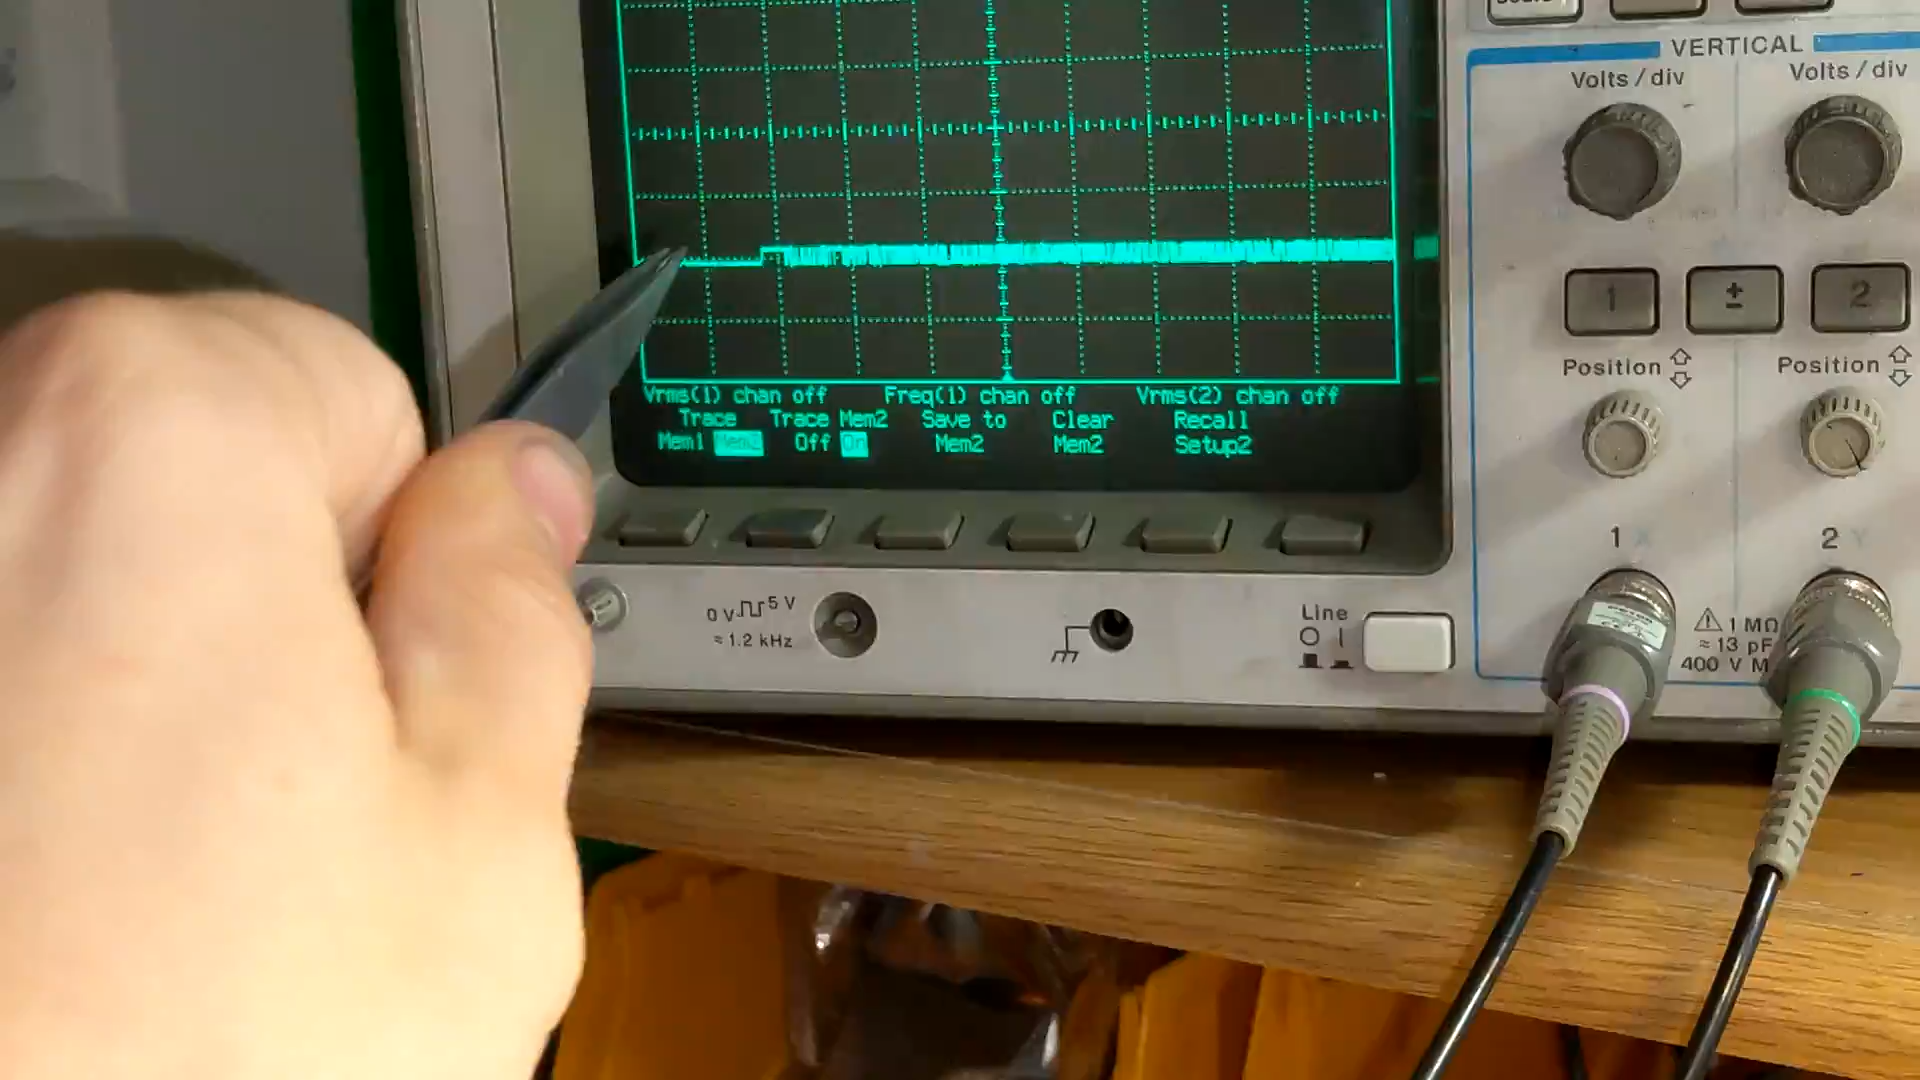 VERTICAL
Volts / div
Volts / div
1
±
2
Position
Position
Vrms(1) chan off Freq(1) chan off Vrms(2) chan off
Trace Trace Mem2 Save to Clear Recall
Mem1 Mem2 Off On Mem2 Mem2 Setup2
1 X
2 Y
0 V 5 V
≈ 1.2 kHz
Line
O |
1 MΩ
≈ 13 pF
400 V M